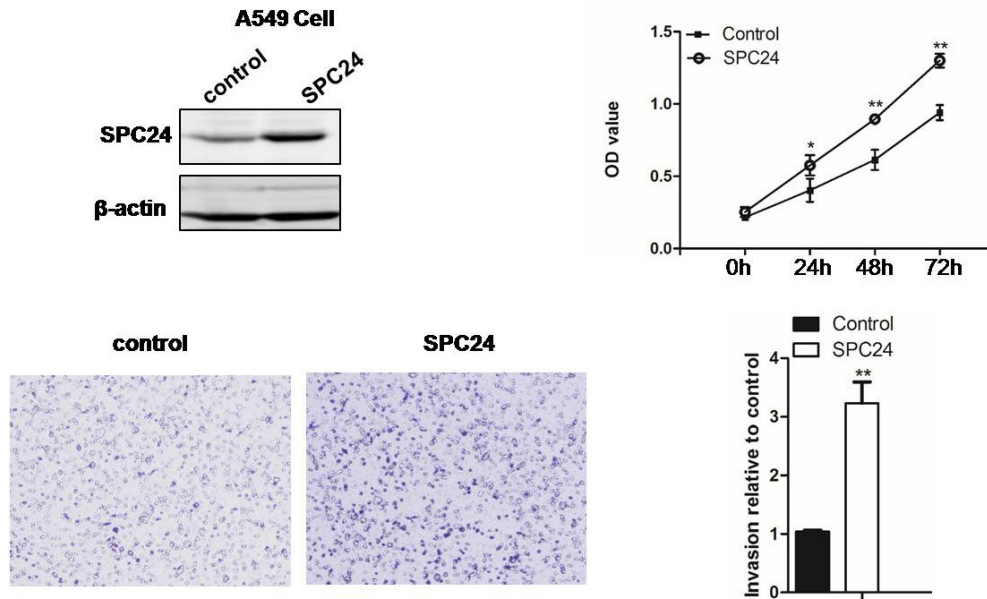 A549 Cell
control
SPC24
SPC24
β-actin
Control
SPC24
OD value
1.5
1.0
0.5
0.0
*
**
**
0h
24h
48h
72h
control
SPC24
Control
SPC24
Invasion relative to control
4
3
2
1
0
**